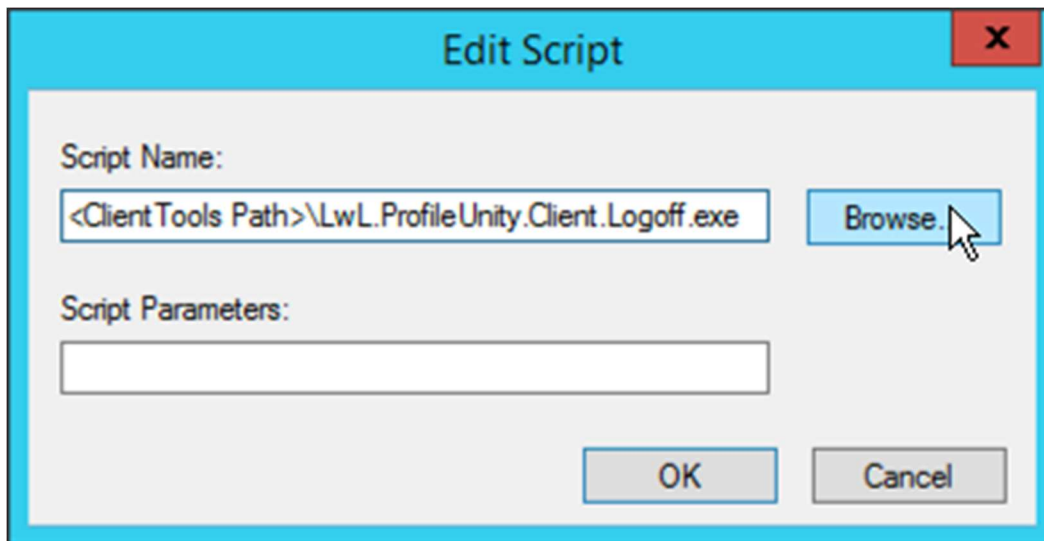 Edit Script
x
Script Name:
<ClientTools Path>\LwL.ProfileUnity.Client.Logoff.exe
Browse..
Script Parameters:
OK
Cancel